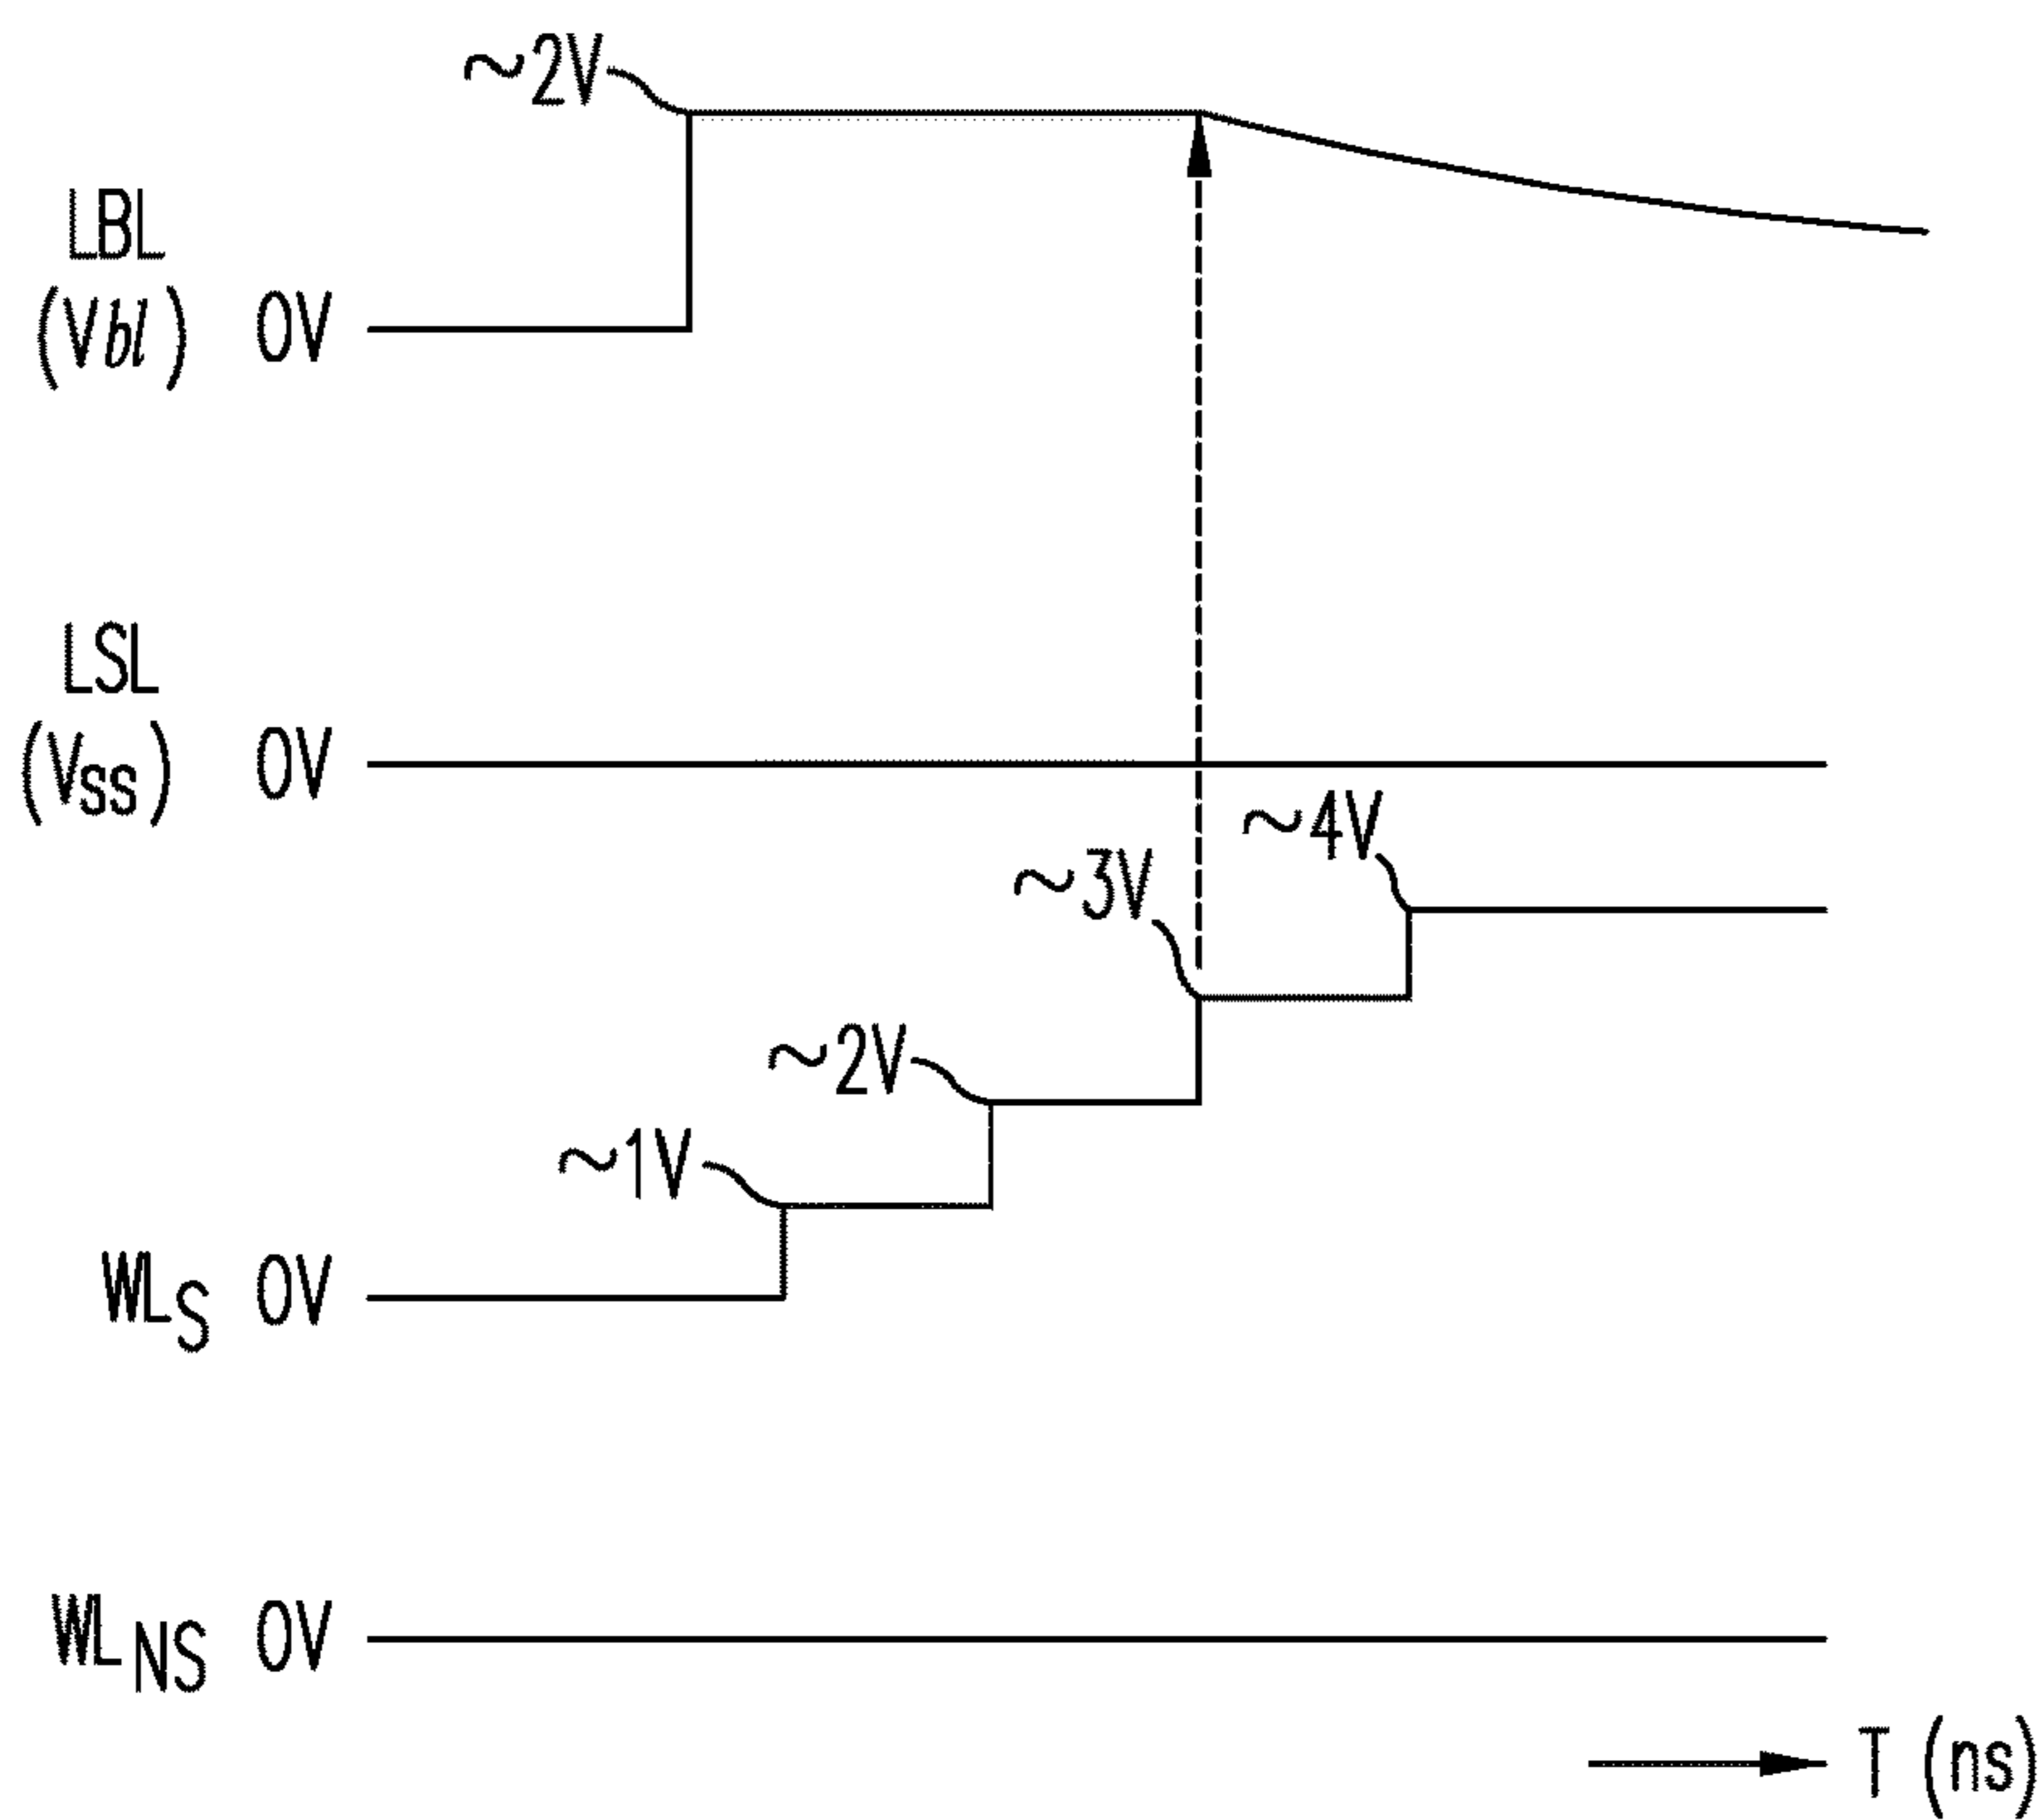 ~2V
LBL
(Vbl) 0V
LSL
(Vss) 0V
~4V
~3V
~2V
~1V
WLS 0V
WLNS 0V
T (ns)